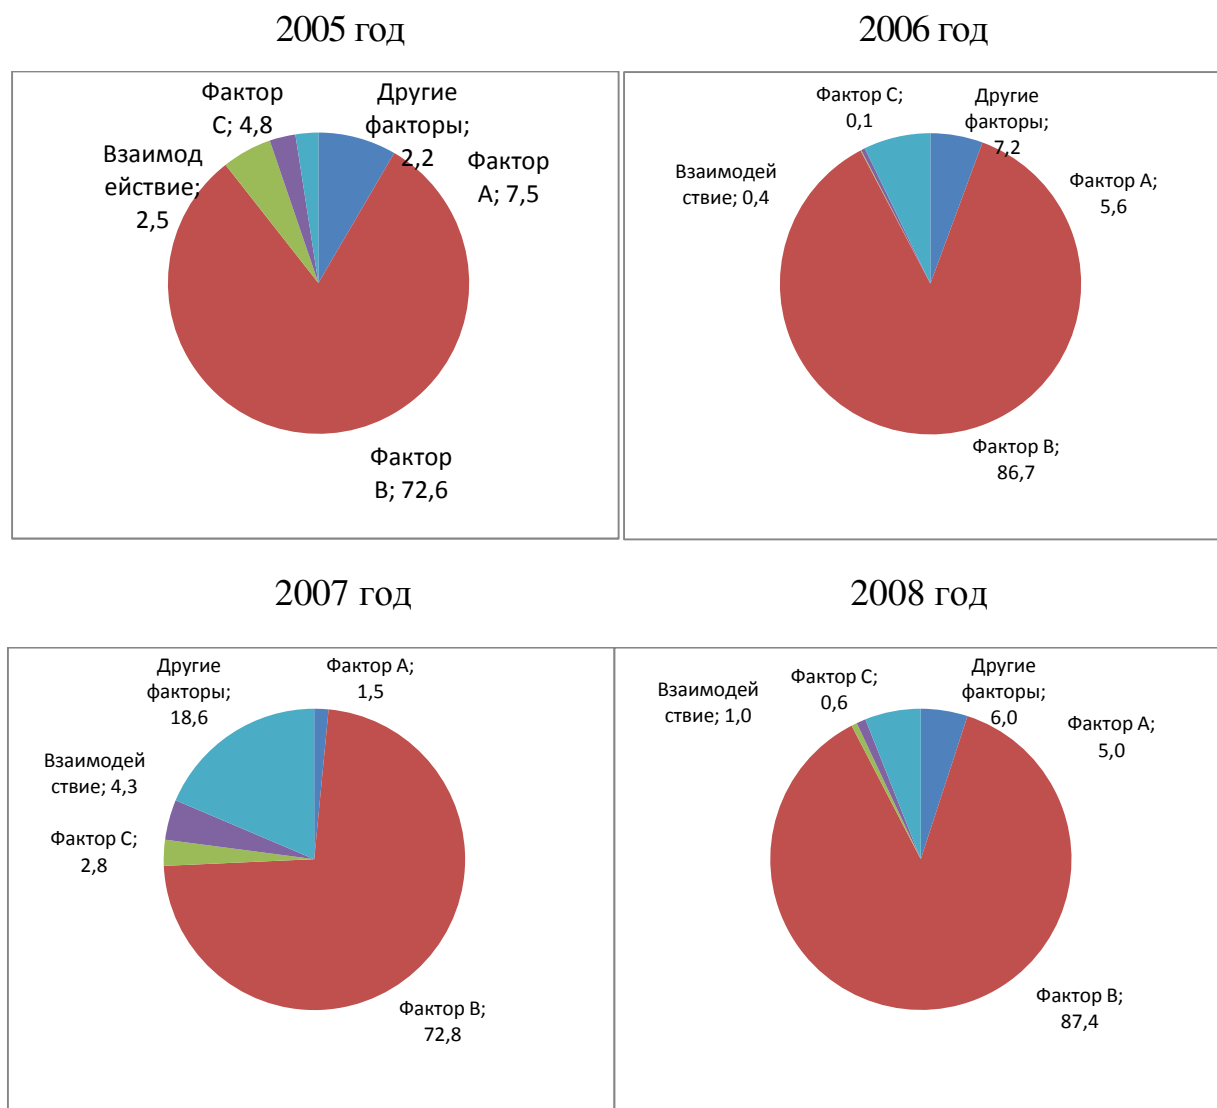 2005 год
2006 год
Фактор
С; 4,8
Другие
факторы;
2,2
Взаимод
ействие;
2,5
Фактор
А; 7,5
Фактор
В; 72,6
Фактор С;
0,1
Другие
факторы;
7,2
Взаимодей
ствие; 0,4
Фактор А;
5,6
Фактор В;
86,7
2007 год
2008 год
Другие
факторы;
18,6
Фактор А;
1,5
Взаимодей
ствие; 4,3
Фактор С;
2,8
Фактор В;
72,8
Взаимодей
ствие; 1,0
Фактор С;
0,6
Другие
факторы;
6,0
Фактор А;
5,0
Фактор В;
87,4